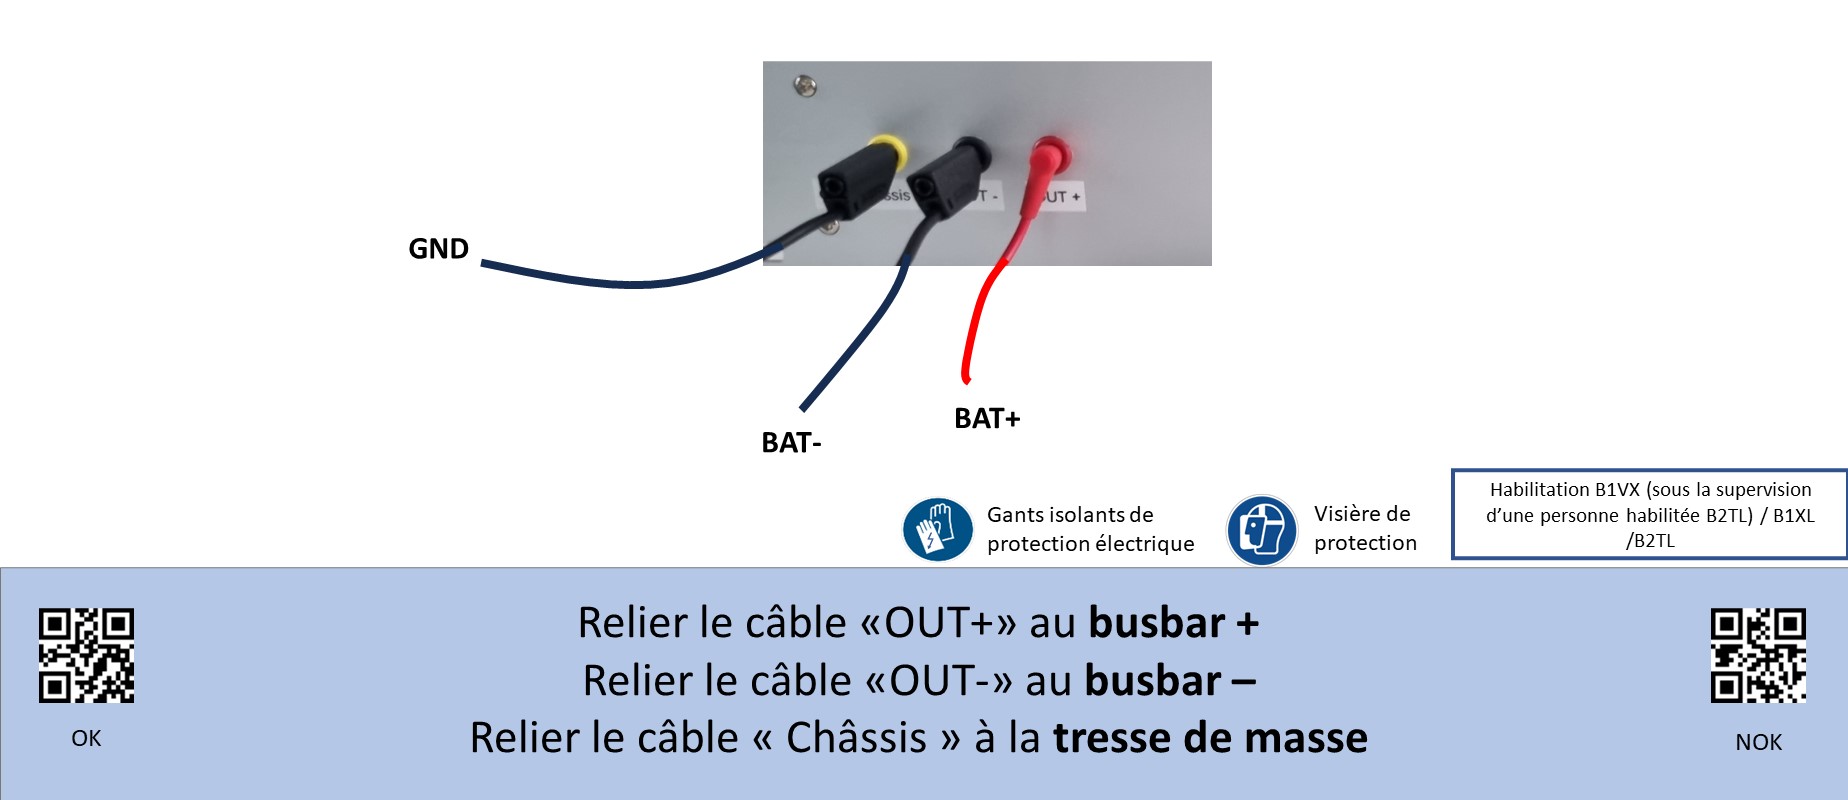 ssis
T -
UT +
GND
BAT-
BAT+
Gants isolants de
protection électrique
Visière de
protection
Habilitation B1VX (sous la supervision
d’une personne habilitée B2TL) / B1XL
/B2TL
Relier le câble «OUT+» au busbar +
Relier le câble «OUT-» au busbar –
Relier le câble « Châssis » à la tresse de masse
OK
NOK